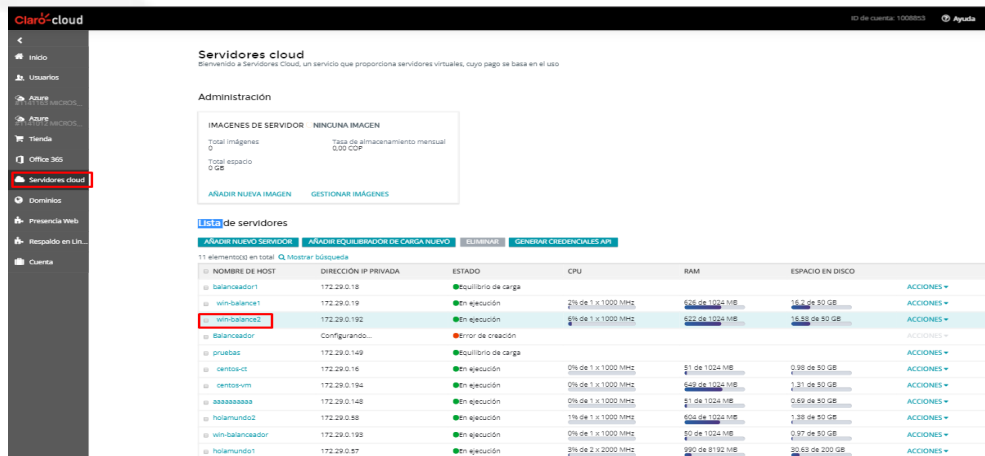 Claro-cloud
ID de cuenta: 1008853 Ayuda
Inicio
Usuarios
Azure
#1141163 MICROS...
Azure
#1141012 MICROS...
Tienda
Office 365
Servidores cloud
Dominios
Presencia Web
Respaldo en Lin...
Cuenta
Servidores cloud
Bienvenido a Servidores Cloud, un servicio que proporciona servidores virtuales, cuyo pago se basa en el uso
Administración
IMAGENES DE SERVIDOR NINGUNA IMAGEN
Total imágenes Tasa de almacenamiento mensual
0 0,00 COP
Total espacio
0 GB
AÑADIR NUEVA IMAGEN GESTIONAR IMÁGENES
Lista de servidores
AÑADIR NUEVO SERVIDOR AÑADIR EQUILIBRADOR DE CARGA NUEVO ELIMINAR GENERAR CREDENCIALES API
11 elemento(s) en total Mostrar búsqueda
NOMBRE DE HOST DIRECCIÓN IP PRIVADA ESTADO CPU RAM ESPACIO EN DISCO
balanceador1 172.29.0.18 Equilibrio de carga ACCIONES
win-balance1 172.29.0.19 En ejecución 2% de 1 x 1000 MHz 626 de 1024 MB 16.2 de 50 GB ACCIONES
win-balance2 172.29.0.192 En ejecución 6% de 1 x 1000 MHz 622 de 1024 MB 16.58 de 50 GB ACCIONES
Balanceador Configurando... Error de creación ACCIONES
pruebas 172.29.0.149 Equilibrio de carga ACCIONES
centos-ct 172.29.0.16 En ejecución 0% de 1 x 1000 MHz 51 de 1024 MB 0.98 de 50 GB ACCIONES
centos-vm 172.29.0.194 En ejecución 0% de 1 x 1000 MHz 649 de 1024 MB 1.31 de 50 GB ACCIONES
aaaaaaaaaa 172.29.0.148 En ejecución 0% de 1 x 1000 MHz 51 de 1024 MB 0.69 de 50 GB ACCIONES
holamundo2 172.29.0.58 En ejecución 1% de 1 x 1000 MHz 604 de 1024 MB 1.38 de 50 GB ACCIONES
win-balanceador 172.29.0.193 En ejecución 0% de 1 x 1000 MHz 50 de 1024 MB 0.97 de 50 GB ACCIONES
holamundo1 172.29.0.57 En ejecución 3% de 2 x 2000 MHz 990 de 8192 MB 30.63 de 200 GB ACCIONES